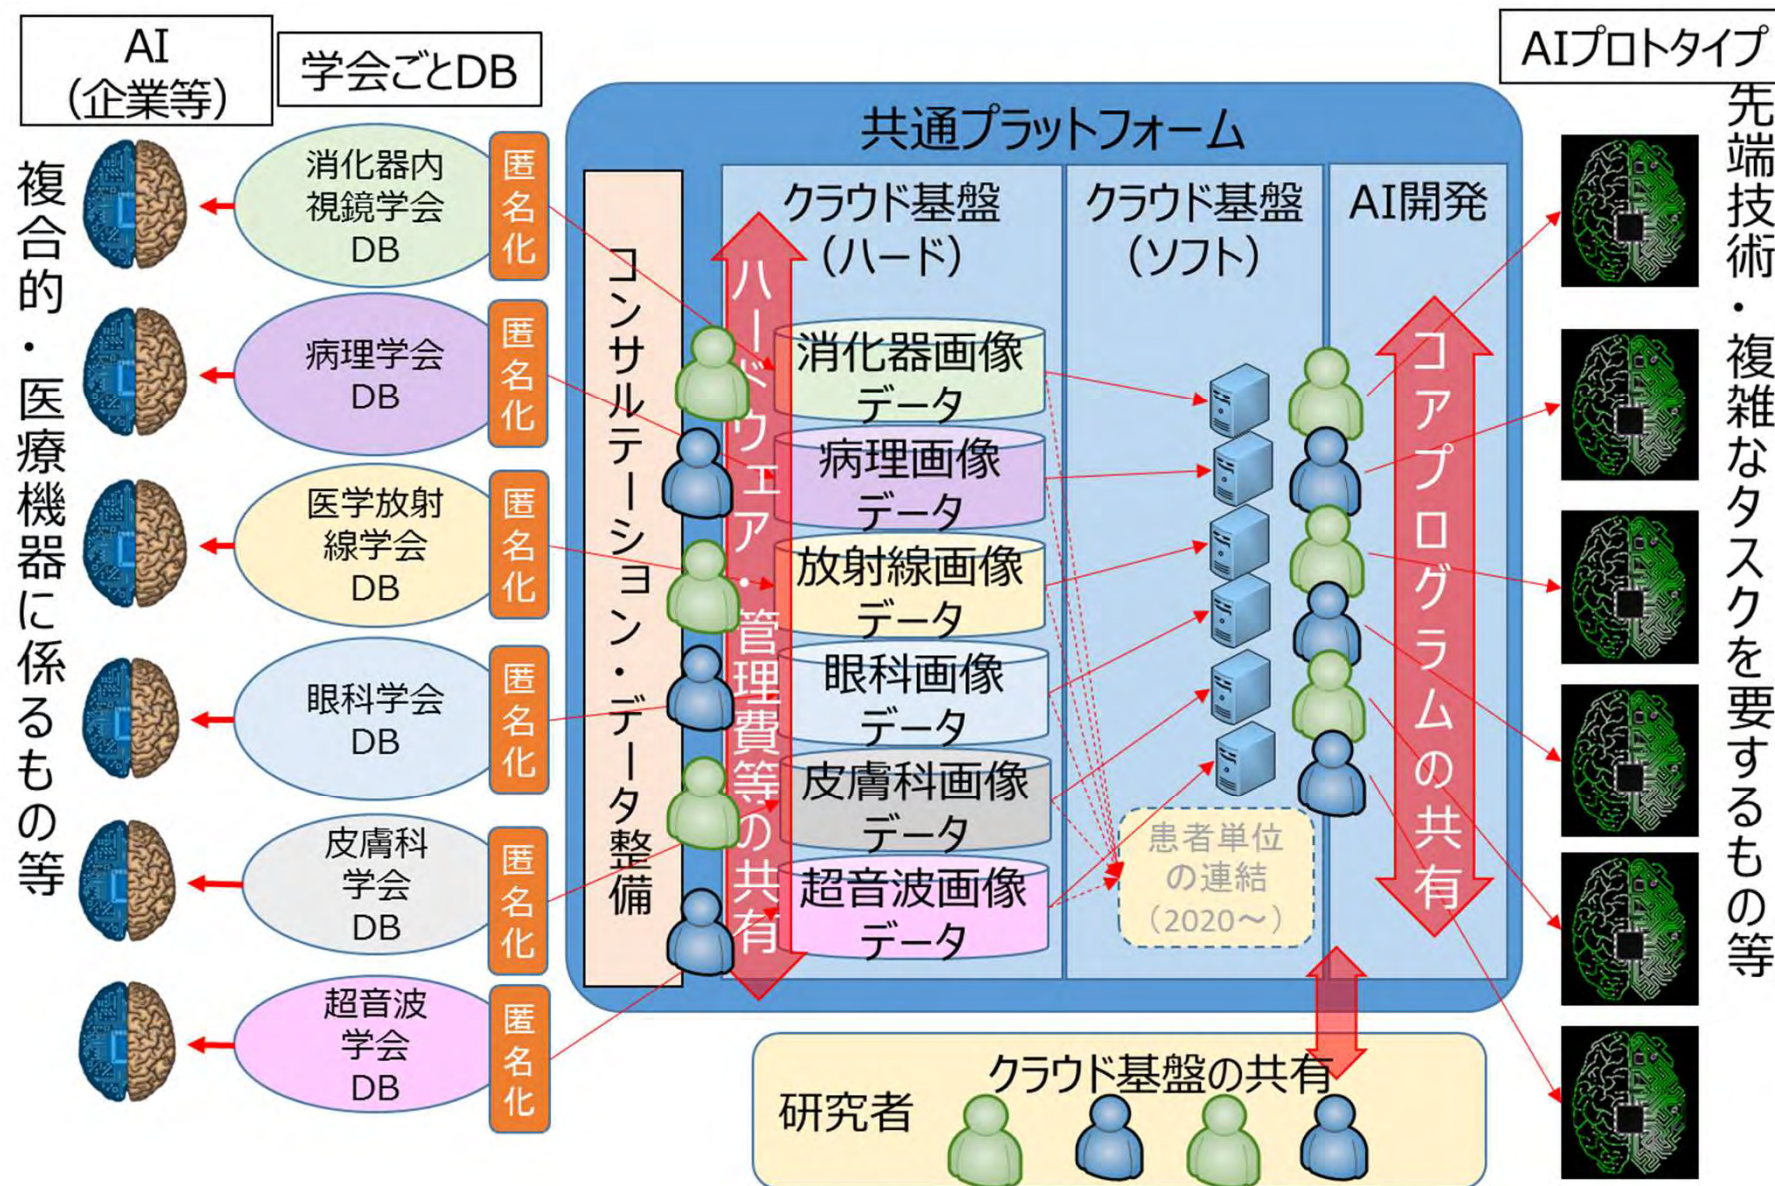 AI
（企業等）
学会ごとDB
AIプロトタイプ
複合的・医療機器に係るもの等
消化器内
視鏡学会
DB
匿名化
病理学会
DB
匿名化
医学放射
線学会
DB
匿名化
眼科学会
DB
匿名化
皮膚科
学会
DB
匿名化
超音波
学会
DB
匿名化
共通プラットフォーム
コンサルテーション・データ整備
クラウド基盤
（ハード）
ハードウェア・管理費等の共有
消化器画像
データ
病理画像
データ
放射線画像
データ
眼科画像
データ
皮膚科画像
データ
超音波画像
データ
クラウド基盤
（ソフト）
患者単位
の連結
（2020～）
AI開発
コアプログラムの共有
クラウド基盤の共有
研究者
先端技術・複雑なタスクを要するもの等